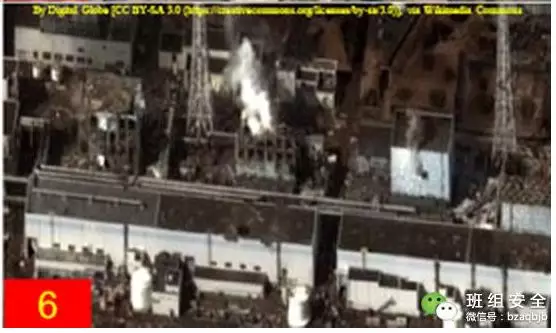 By Digital Globe [CC BY-SA 3.0 (https://creativecommons.org/licenses/by-sa/3.0)], via Wikimedia Commons
6
班组安全
微信号: bzaqbjb